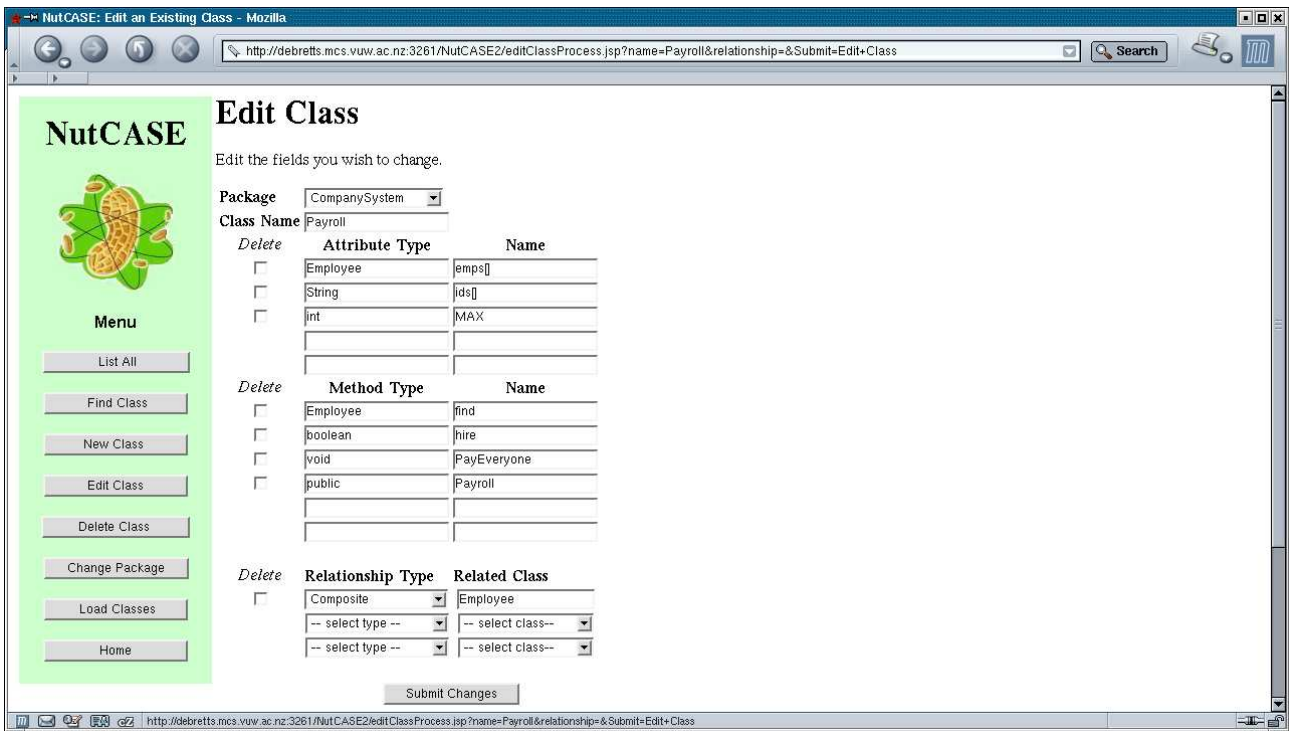 NutCASE: Edit an Existing Class - Mozilla
http://debretts.mcs.vuw.ac.nz:3261/NutCASE2/editClassProcess.jsp?name=Payroll&relationship=&Submit=Edit+Class
Search
NutCASE
Menu
List All
Find Class
New Class
Edit Class
Delete Class
Change Package
Load Classes
Home
Edit Class
Edit the fields you wish to change.
Package CompanySystem
Class Name Payroll
Delete Attribute Type Name
Employee emps[]
String ids[]
int MAX
Delete Method Type Name
Employee find
boolean hire
void PayEveryone
public Payroll
Delete Relationship Type Related Class
Composite Employee
-- select type -- -- select class--
-- select type -- -- select class--
Submit Changes
http://debretts.mcs.vuw.ac.nz:3261/NutCASE2/editClassProcess.jsp?name=Payroll&relationship=&Submit=Edit+Class